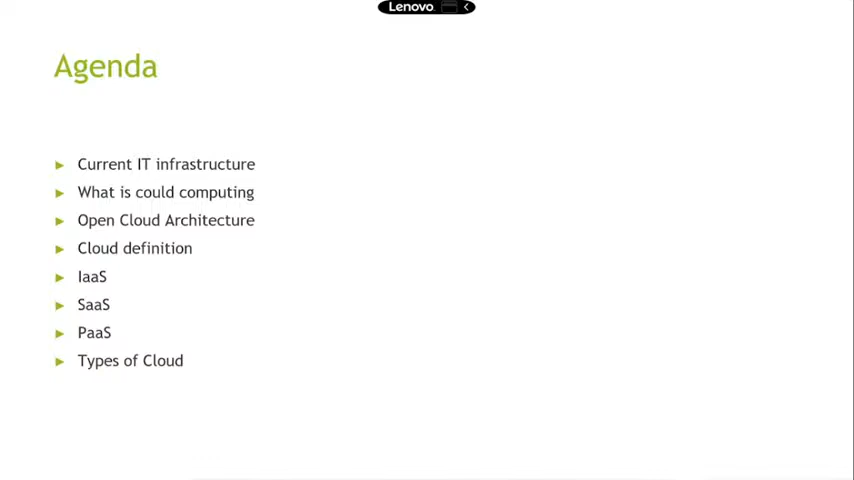 Lenovo
Agenda
Current IT infrastructure
What is could computing
Open Cloud Architecture
Cloud definition
IaaS
SaaS
PaaS
Types of Cloud